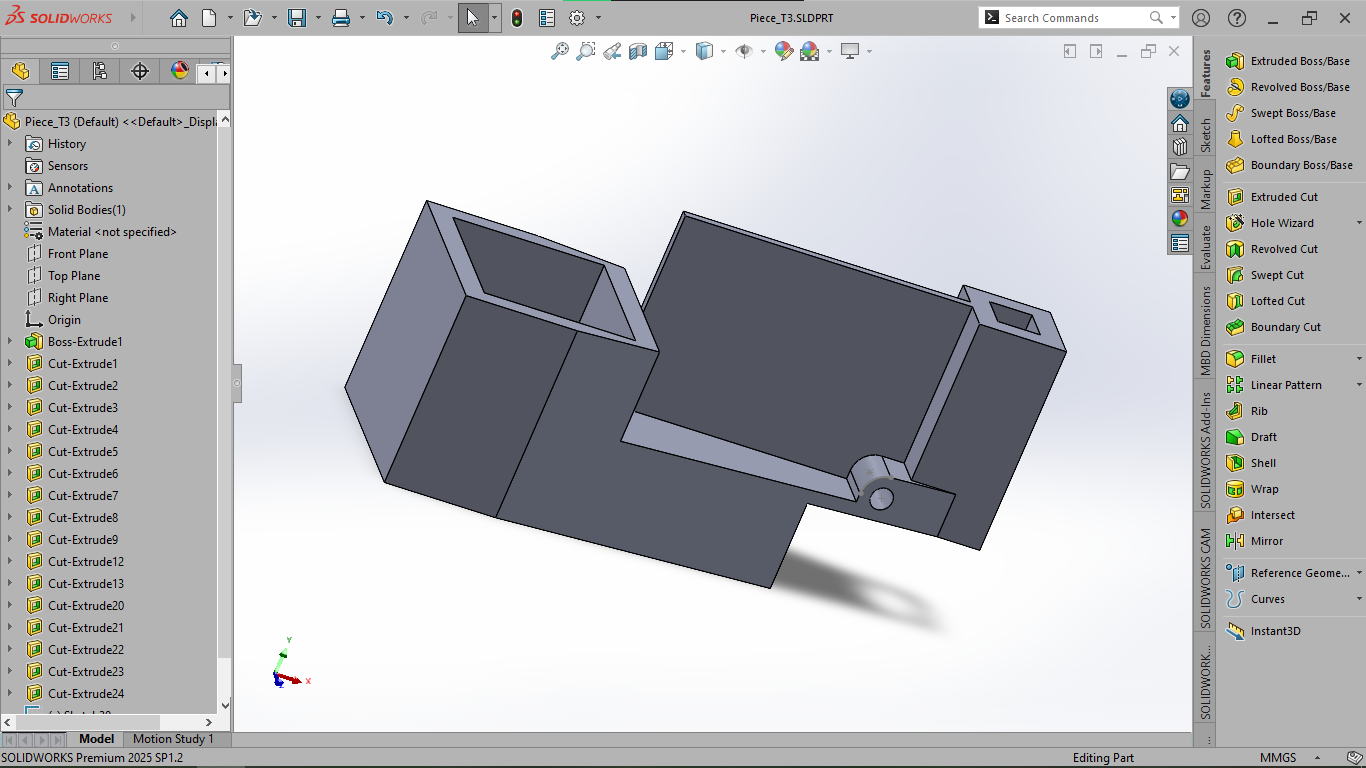 SOLIDWORKS
Piece_T3.SLDPRT
Search Commands
Piece_T3 (Default) <<Default>_Displ
History
Sensors
Annotations
Solid Bodies(1)
Material <not specified>
Front Plane
Top Plane
Right Plane
Origin
Boss-Extrude1
Cut-Extrude1
Cut-Extrude2
Cut-Extrude3
Cut-Extrude4
Cut-Extrude5
Cut-Extrude6
Cut-Extrude7
Cut-Extrude8
Cut-Extrude9
Cut-Extrude12
Cut-Extrude13
Cut-Extrude20
Cut-Extrude21
Cut-Extrude22
Cut-Extrude23
Cut-Extrude24
Y
X
Z
Features
Sketch
Markup
Evaluate
MBD Dimensions
SOLIDWORKS Add-Ins
SOLIDWORKS CAM
SOLIDWORK...
Extruded Boss/Base
Revolved Boss/Base
Swept Boss/Base
Lofted Boss/Base
Boundary Boss/Base
Extruded Cut
Hole Wizard
Revolved Cut
Swept Cut
Lofted Cut
Boundary Cut
Fillet
Linear Pattern
Rib
Draft
Shell
Wrap
Intersect
Mirror
Reference Geome...
Curves
Instant3D
Model
Motion Study 1
SOLIDWORKS Premium 2025 SP1.2
Editing Part
MMGS